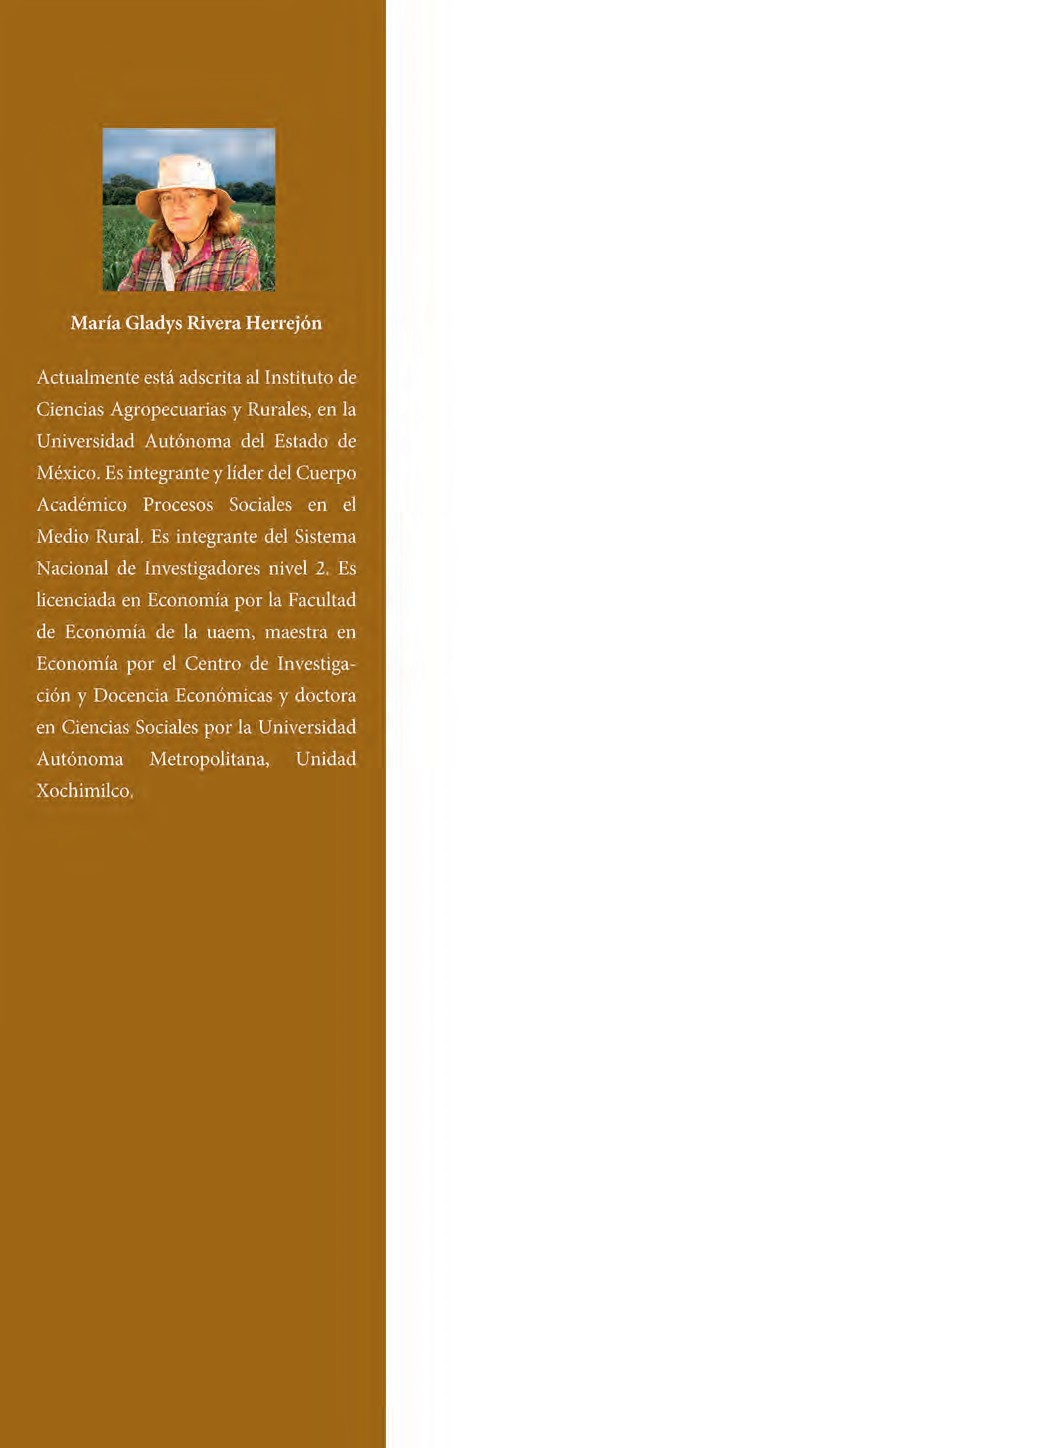 María Gladys Rivera Herrejón
Actualmente está adscrita al Instituto de
Ciencias Agropecuarias y Rurales, en la
Universidad Autónoma del Estado de
México. Es integrante y líder del Cuerpo
Académico Procesos Sociales en el
Medio Rural. Es integrante del Sistema
Nacional de Investigadores nivel 2. Es
licenciada en Economía por la Facultad
de Economía de la uaem, maestra en
Economía por el Centro de Investiga-
ción y Docencia Económicas y doctora
en Ciencias Sociales por la Universidad
Autónoma Metropolitana, Unidad
Xochimilco,